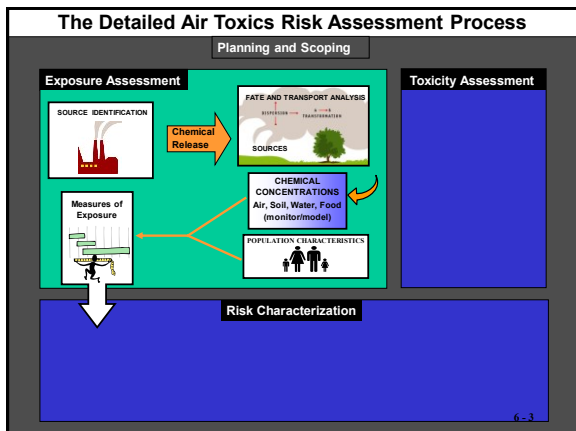 The Detailed Air Toxics Risk Assessment Process
Planning and Scoping
Exposure Assessment
Toxicity Assessment
SOURCE IDENTIFICATION
Chemical
Release
FATE AND TRANSPORT ANALYSIS
DISPERSION
TRANSFORMATION
SOURCES
CHEMICAL
CONCENTRATIONS
Air, Soil, Water, Food
(monitor/model)
Measures of
Exposure
POPULATION CHARACTERISTICS
Risk Characterization
6 - 3